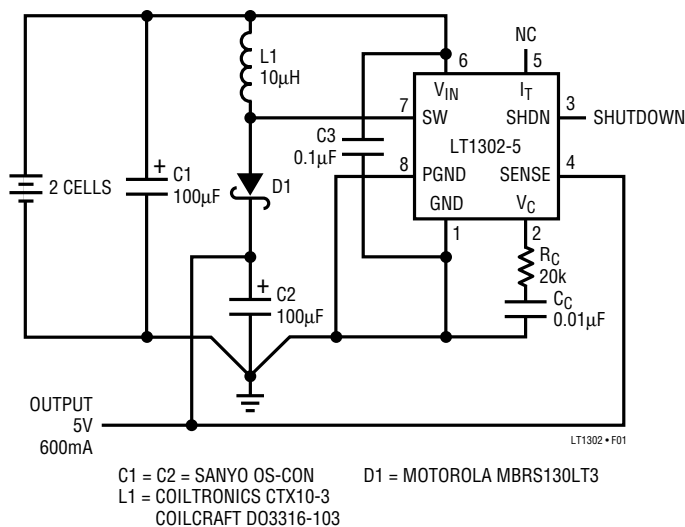 NC
L1
10µH
6
5
VIN
IT
7
SW
SHDN
3
SHUTDOWN
LT1302-5
C3
0.1µF
8
PGND
SENSE
4
GND
VC
1
2
2 CELLS
+
C1
100µF
D1
RC
20k
CC
0.01µF
+
C2
100µF
OUTPUT
5V
600mA
LT1302 • F01
C1 = C2 = SANYO OS-CON
L1 = COILTRONICS CTX10-3
COILCRAFT DO3316-103
D1 = MOTOROLA MBRS130LT3